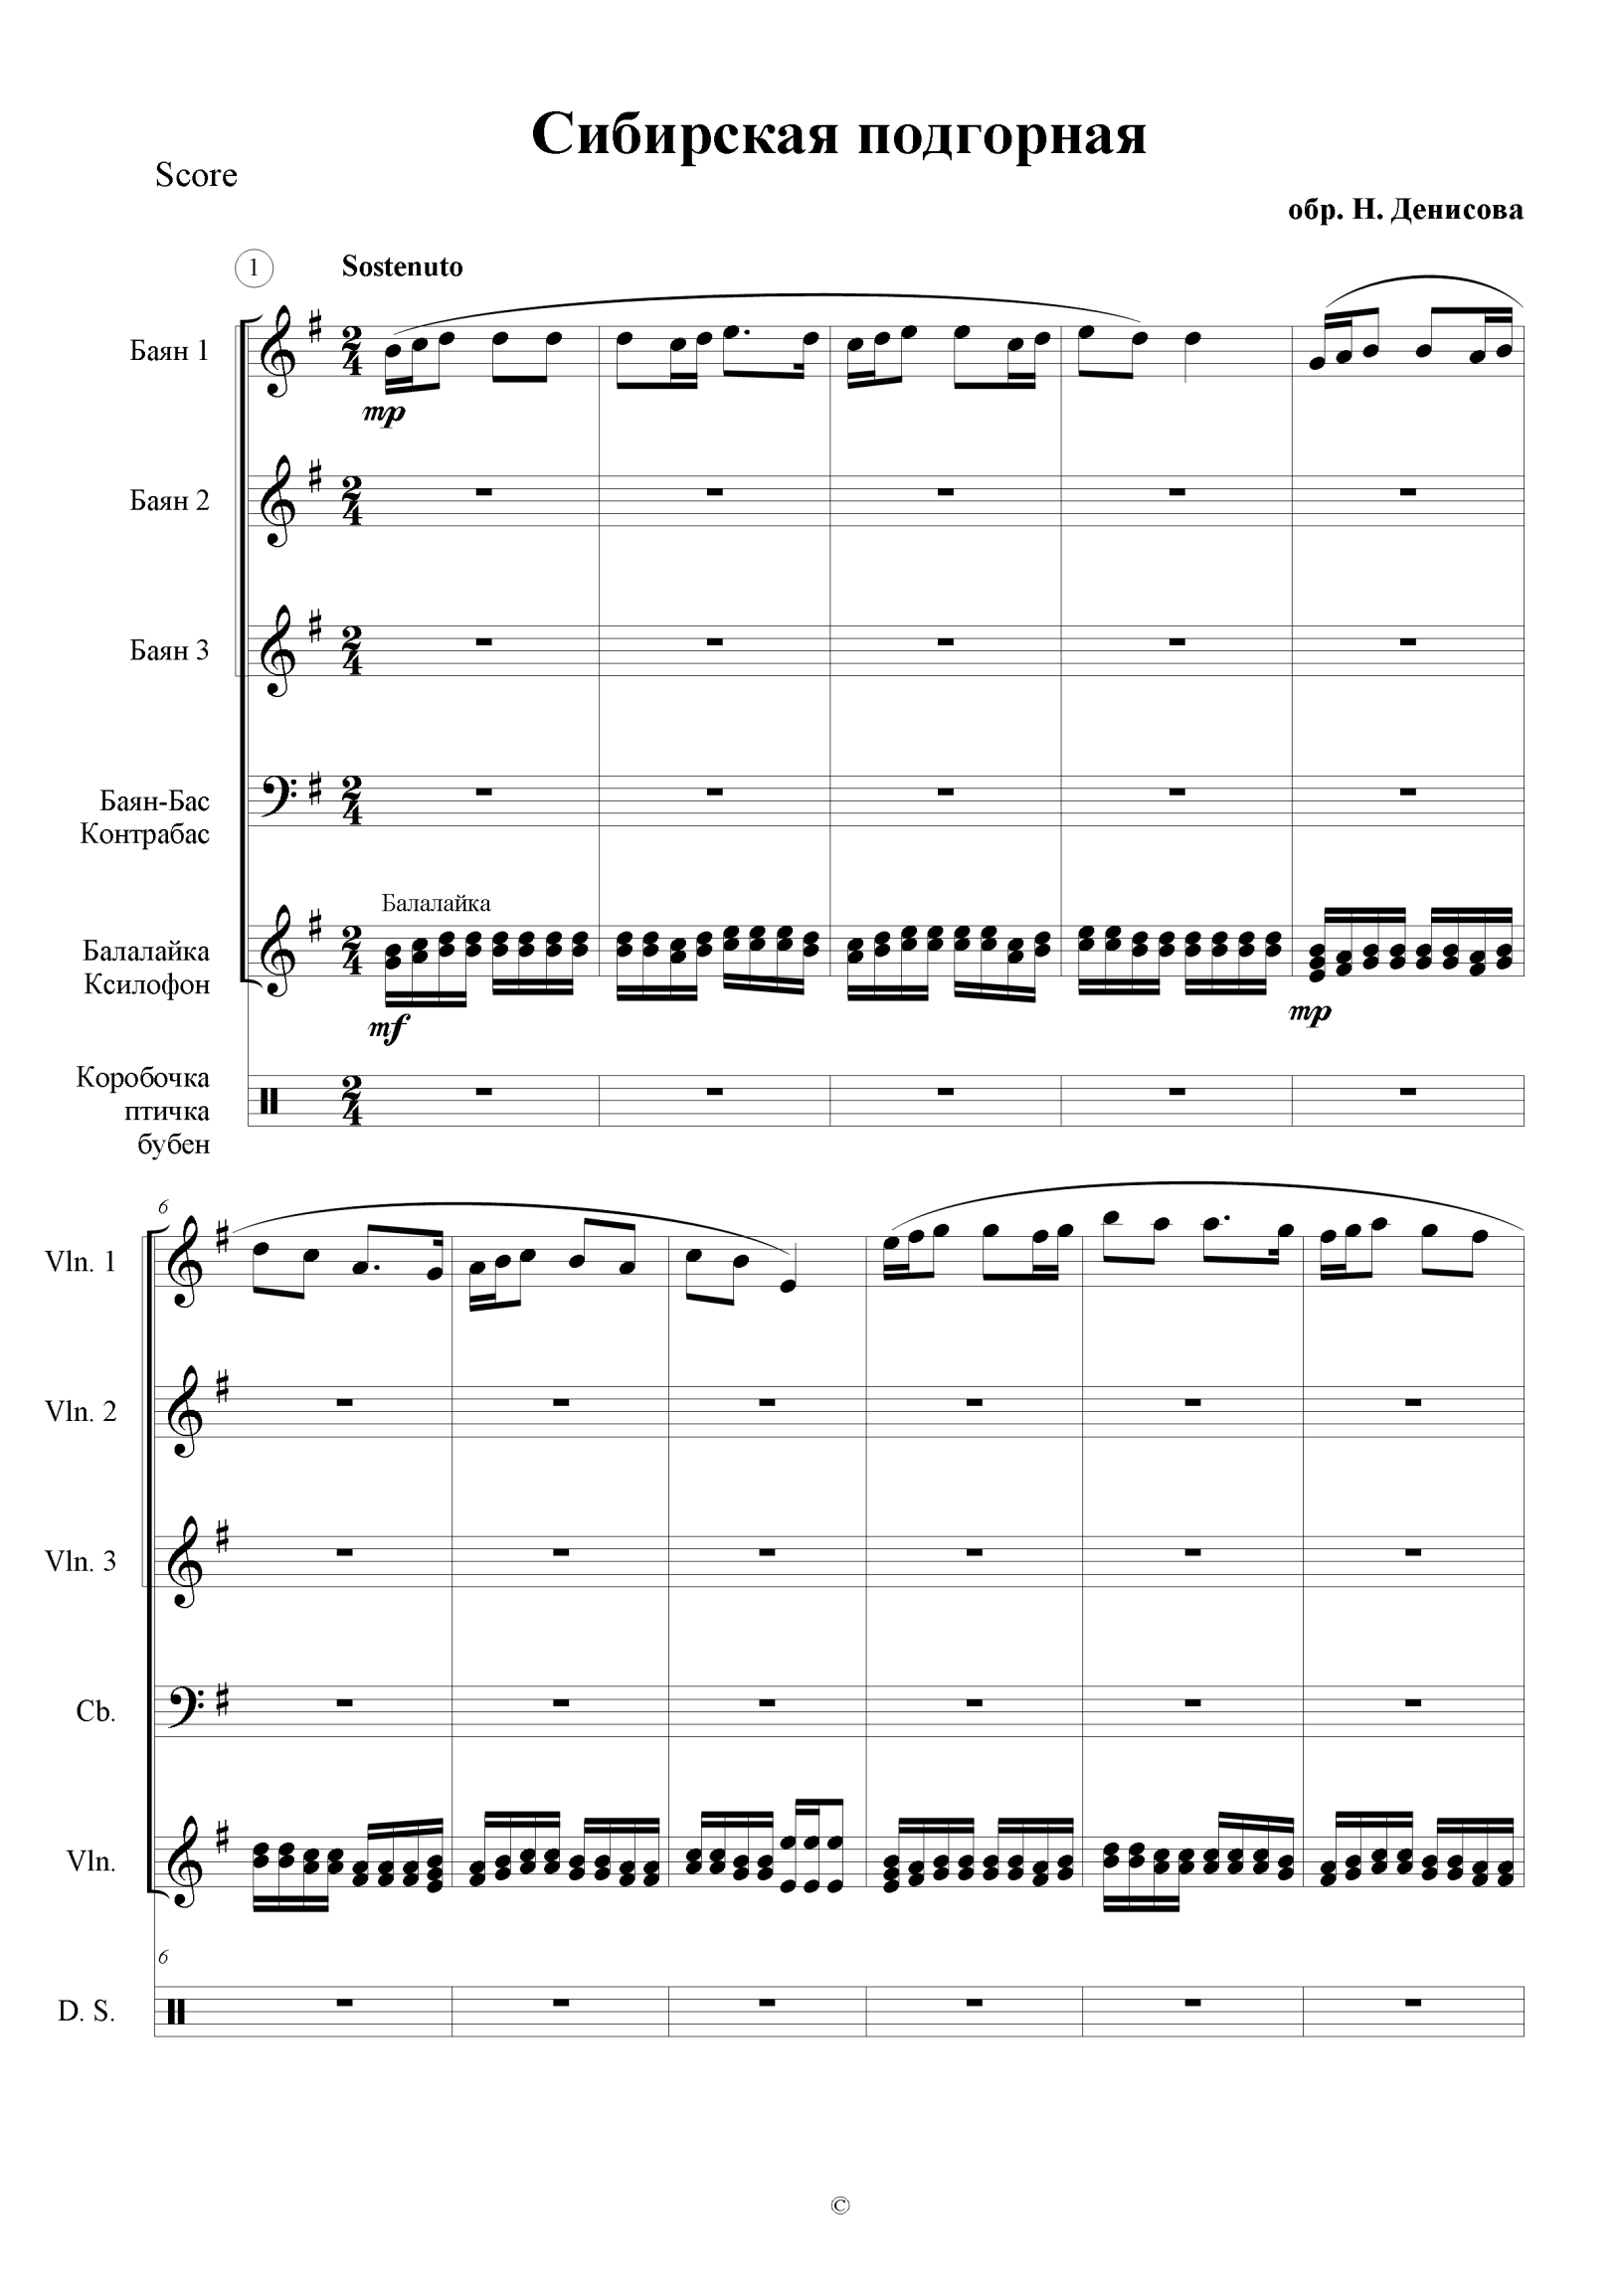 Сибирская подгорная
Score
обр. Н. Денисова
1
Sostenuto
Баян 1
mp
Баян 2
Баян 3
Баян-Бас
Контрабас
Балалайка
Балалайка
Ксилофон
mf
mp
Коробочка
птичка
бубен
6
Vln. 1
Vln. 2
Vln. 3
Cb.
Vln.
6
D. S.
©